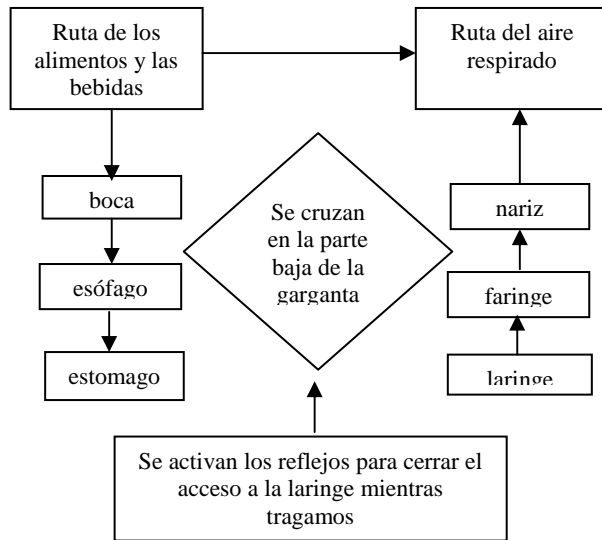 Ruta de los
alimentos y las
bebidas
Ruta del aire
respirado
boca
esófago
estomago
Se cruzan
en la parte
baja de la
garganta
nariz
faringe
laringe
Se activan los reflejos para cerrar el
acceso a la laringe mientras
tragamos